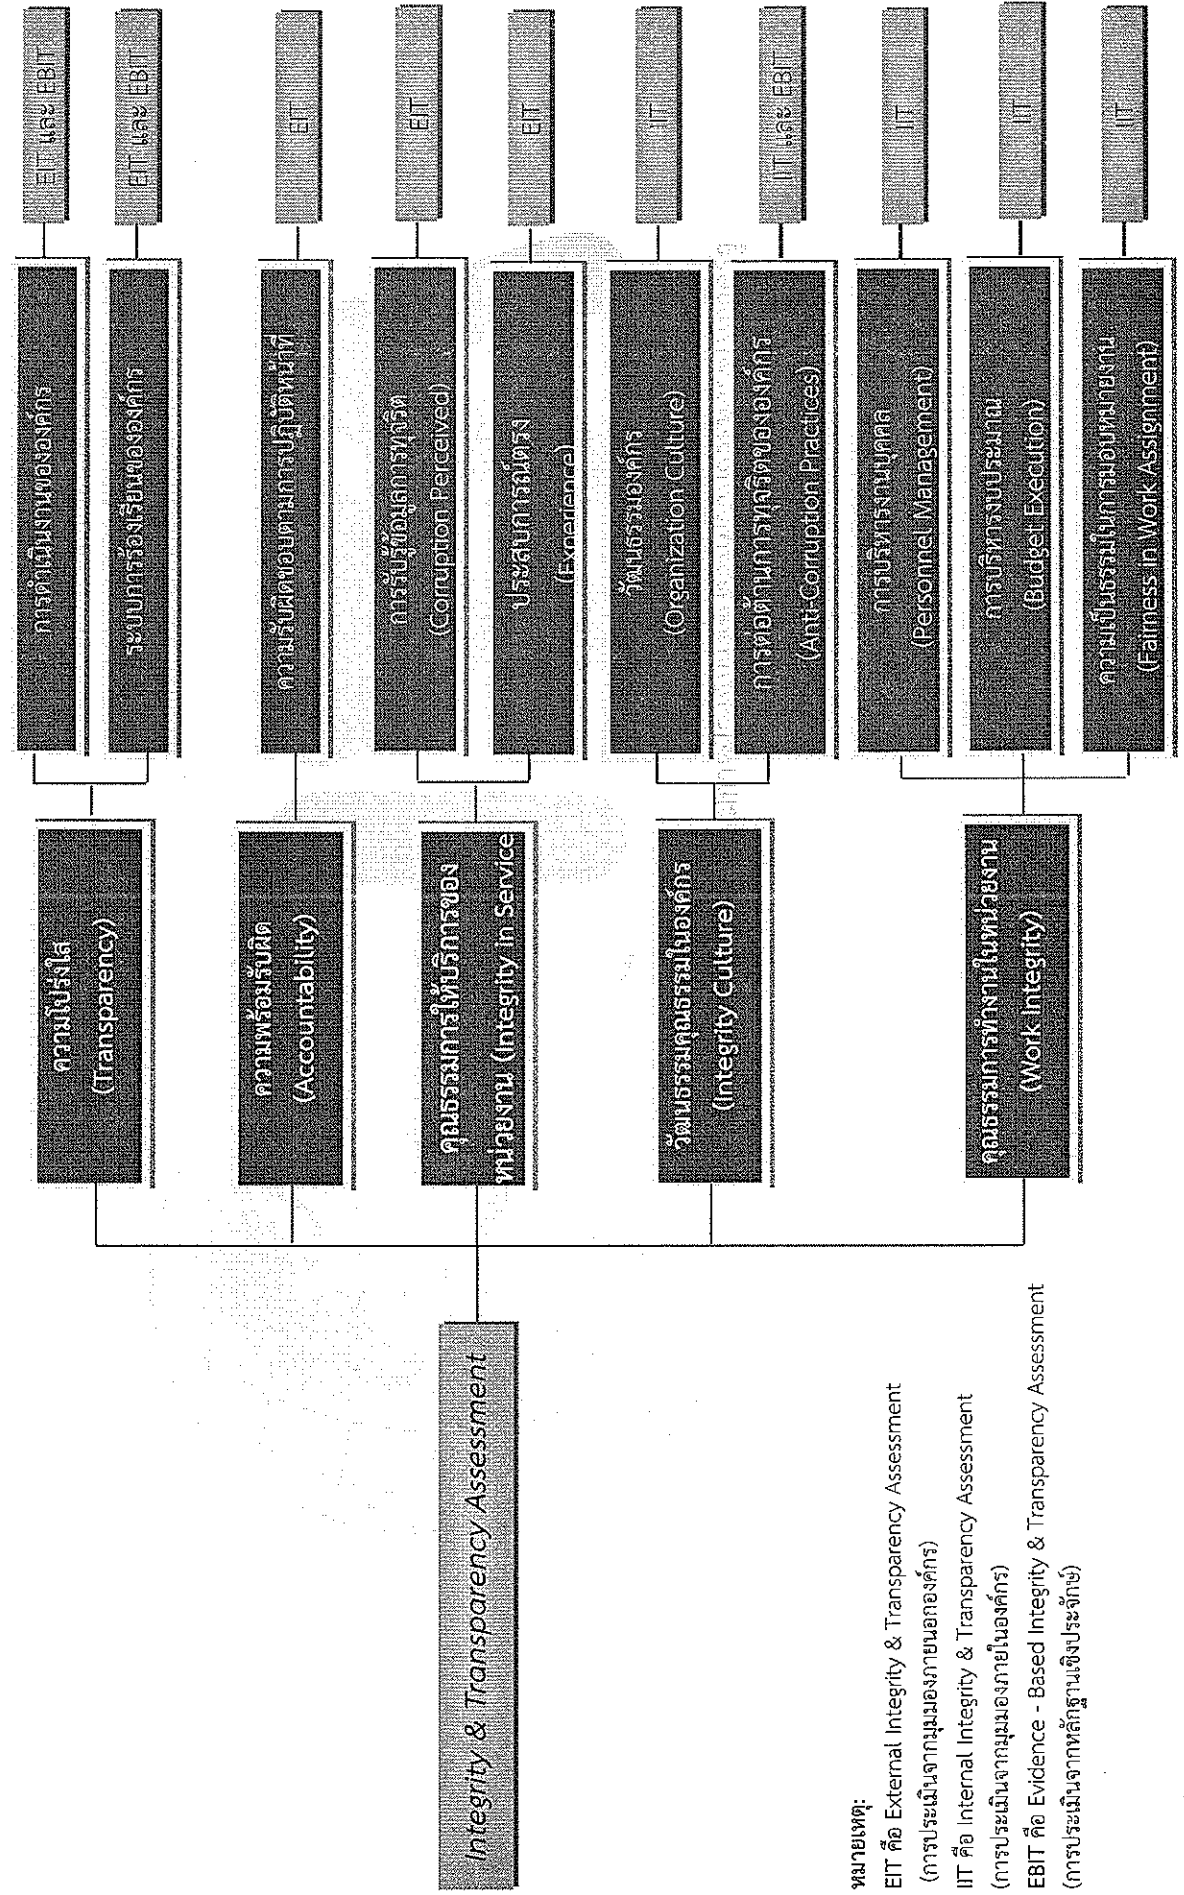 Integrity & Transparency Assessment
ความโปร่งใส
(Transparency)
การดำเนินงานขององค์กร
EIT และ EBIT
ระบบการร้องเรียนขององค์กร
EIT และ EBIT
ความพร้อมรับผิด
(Accountability)
ความรับผิดชอบตามการปฏิบัติหน้าที่
EIT
คุณธรรมการให้บริการของ
หน่วยงาน (Integrity in Service
การรับรู้ข้อมูลการทุจริต
(Corruption Perceived)
EIT
ประสบการณ์ตรง
(Experience)
EIT
วัฒนธรรมคุณธรรมในองค์กร
(Integrity Culture)
วัฒนธรรมองค์กร
(Organization Culture)
IIT
การต่อต้านการทุจริตขององค์กร
(Anti-Corruption Practices)
IIT และ EBIT
คุณธรรมการทำงานในหน่วยงาน
(Work Integrity)
การบริหารงานบุคคล
(Personnel Management)
IIT
การบริหารงบประมาณ
(Budget Execution)
IIT
ความเป็นธรรมในการมอบหมายงาน
(Fairness in Work Assignment)
IIT
หมายเหตุ:
EIT คือ External Integrity & Transparency Assessment
(การประเมินจากมุมมองภายนอกองค์กร)
IIT คือ Internal Integrity & Transparency Assessment
(การประเมินจากมุมมองภายในองค์กร)
EBIT คือ Evidence - Based Integrity & Transparency Assessment
(การประเมินจากหลักฐานเชิงประจักษ์)